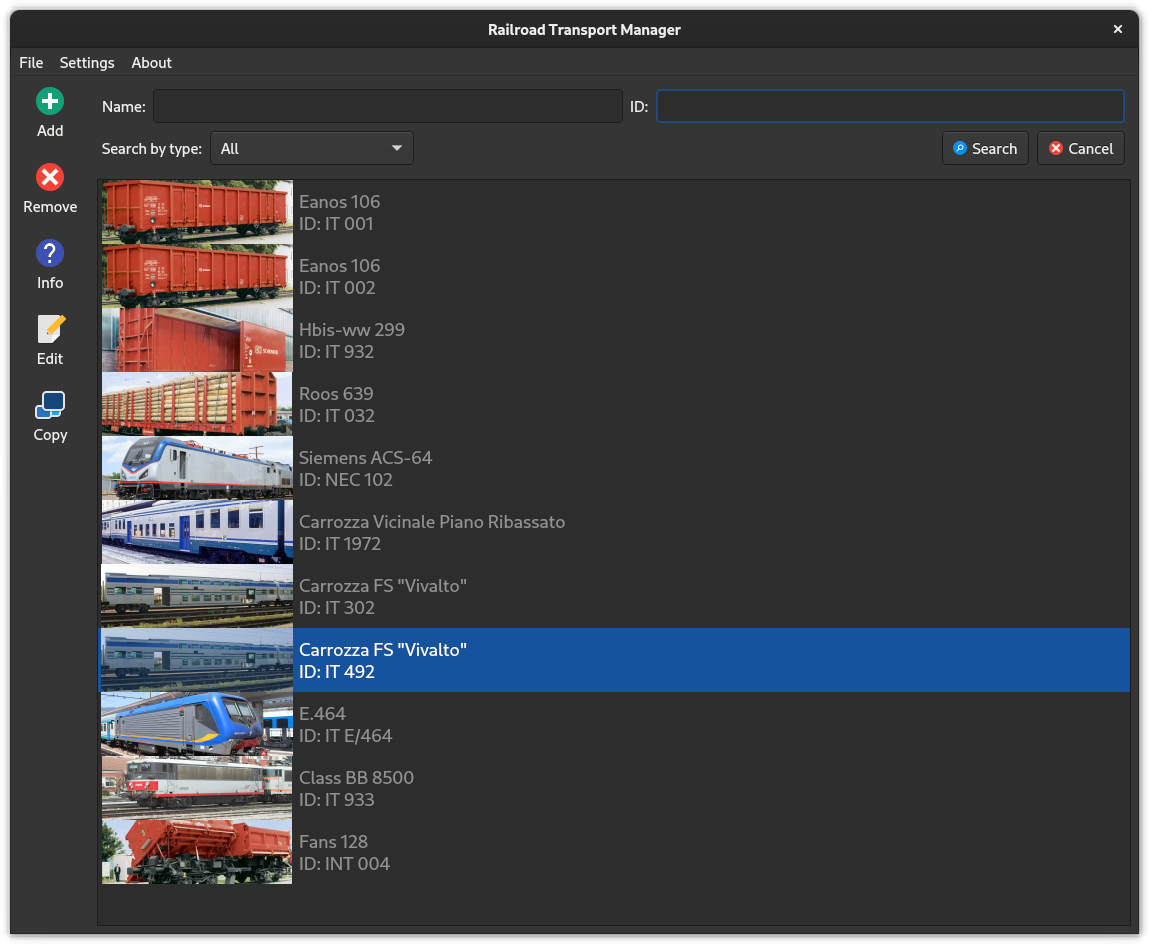 Railroad Transport Manager
File Settings About
Add
Remove
Info
Edit
Copy
Name: ID:
Search by type: All Search Cancel
Eanos 106
ID: IT 001
Eanos 106
ID: IT 002
Hbis-ww 299
ID: IT 932
Roos 639
ID: IT 032
Siemens ACS-64
ID: NEC 102
Carrozza Vicinale Piano Ribassato
ID: IT 1972
Carrozza FS "Vivalto"
ID: IT 302
Carrozza FS "Vivalto"
ID: IT 492
E.464
ID: IT E/464
Class BB 8500
ID: IT 933
Fans 128
ID: INT 004